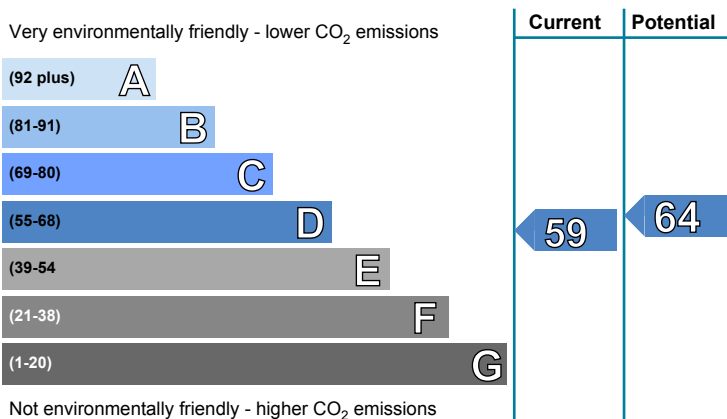 Current Potential
Very environmentally friendly - lower CO₂ emissions
(92 plus) A
(81-91) B
(69-80) C
(55-68) D
59 64
(39-54 E
(21-38) F
(1-20) G
Not environmentally friendly - higher CO₂ emissions